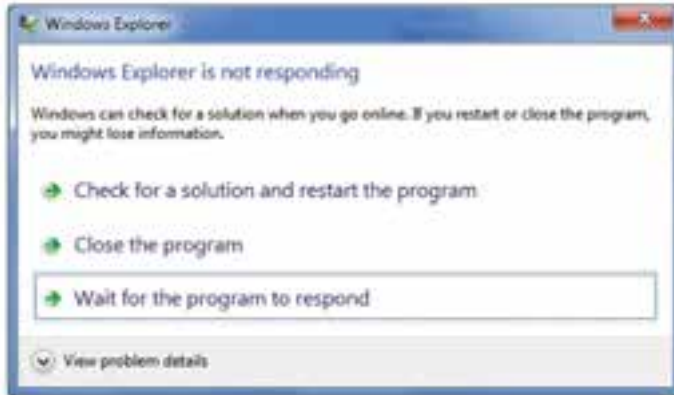 Windows Explorer
Windows Explorer is not responding
Windows can check for a solution when you go online. If you restart or close the program,
you might lose information.
Check for a solution and restart the program
Close the program
Wait for the program to respond
View problem details